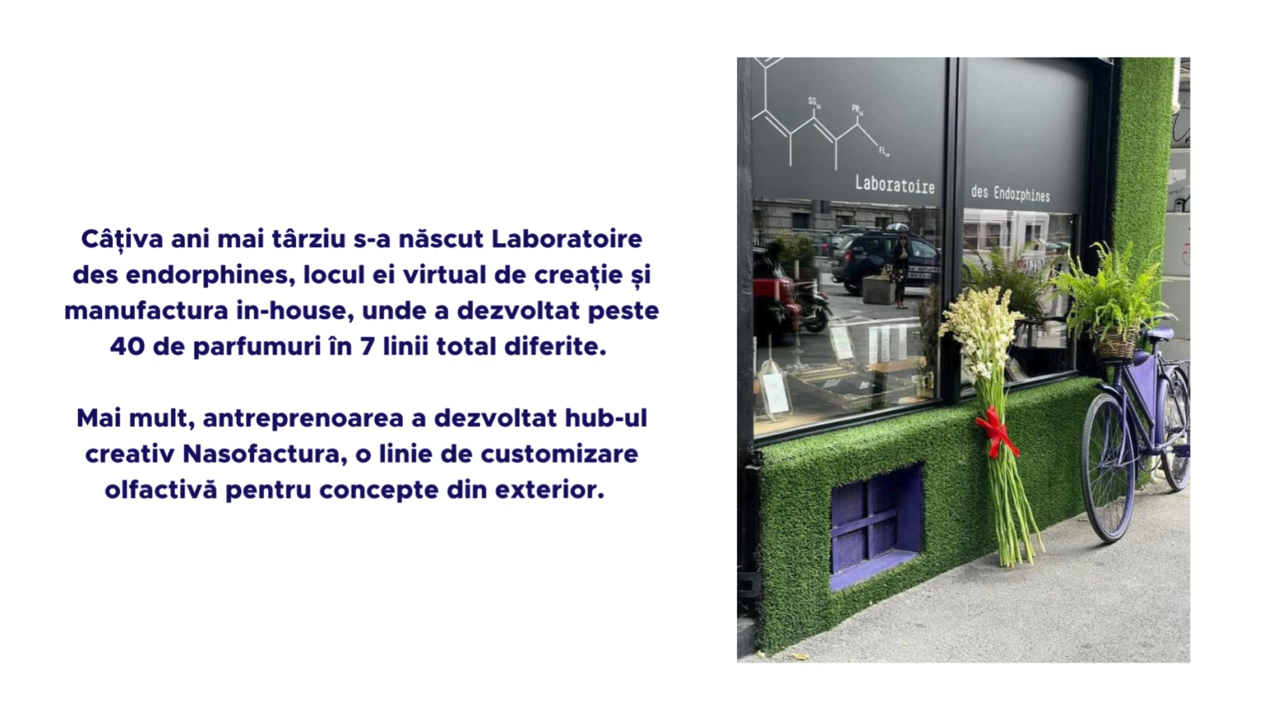 Câțiva ani mai târziu s-a născut Laboratoire
des endorphines, locul ei virtual de creație și
manufactura in-house, unde a dezvoltat peste
40 de parfumuri în 7 linii total diferite.
Mai mult, antreprenoarea a dezvoltat hub-ul
creativ Nasofactura, o linie de customizare
olfactivă pentru concepte din exterior.
Laboratoire des Endorphines